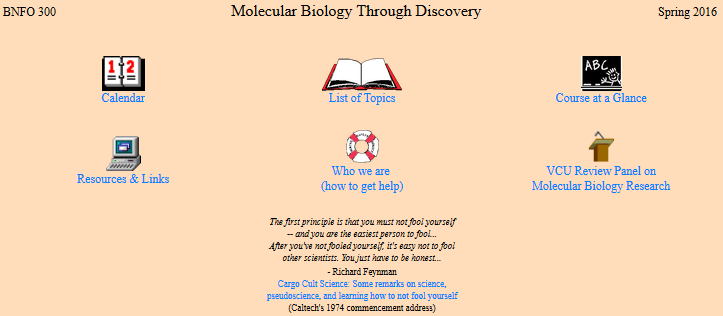 BNFO 300
Molecular Biology Through Discovery
Spring 2016
1 2
ABC
Calendar
List of Topics
Course at a Glance
Resources & Links
Who we are
(how to get help)
VCU Review Panel on
Molecular Biology Research
The first principle is that you must not fool yourself
-- and you are the easiest person to fool...
After you've not fooled yourself, it's easy not to fool
other scientists. You just have to be honest...
- Richard Feynman
Cargo Cult Science: Some remarks on science,
pseudoscience, and learning how to not fool yourself
(Caltech's 1974 commencement address)